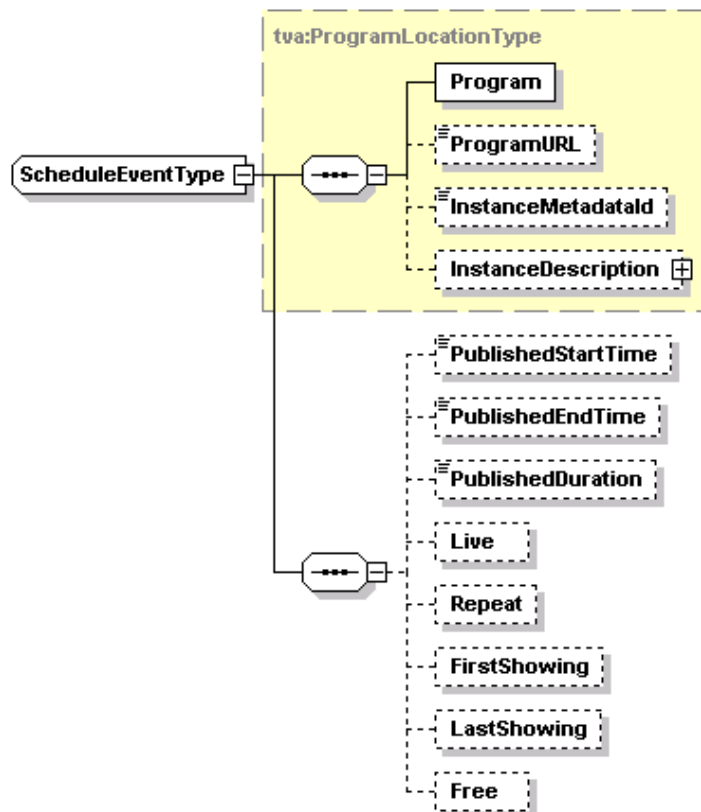 tva:ProgramLocationType
Program
ProgramURL
ScheduleEventType
InstanceMetadataId
InstanceDescription
PublishedStartTime
PublishedEndTime
PublishedDuration
Live
Repeat
FirstShowing
LastShowing
Free